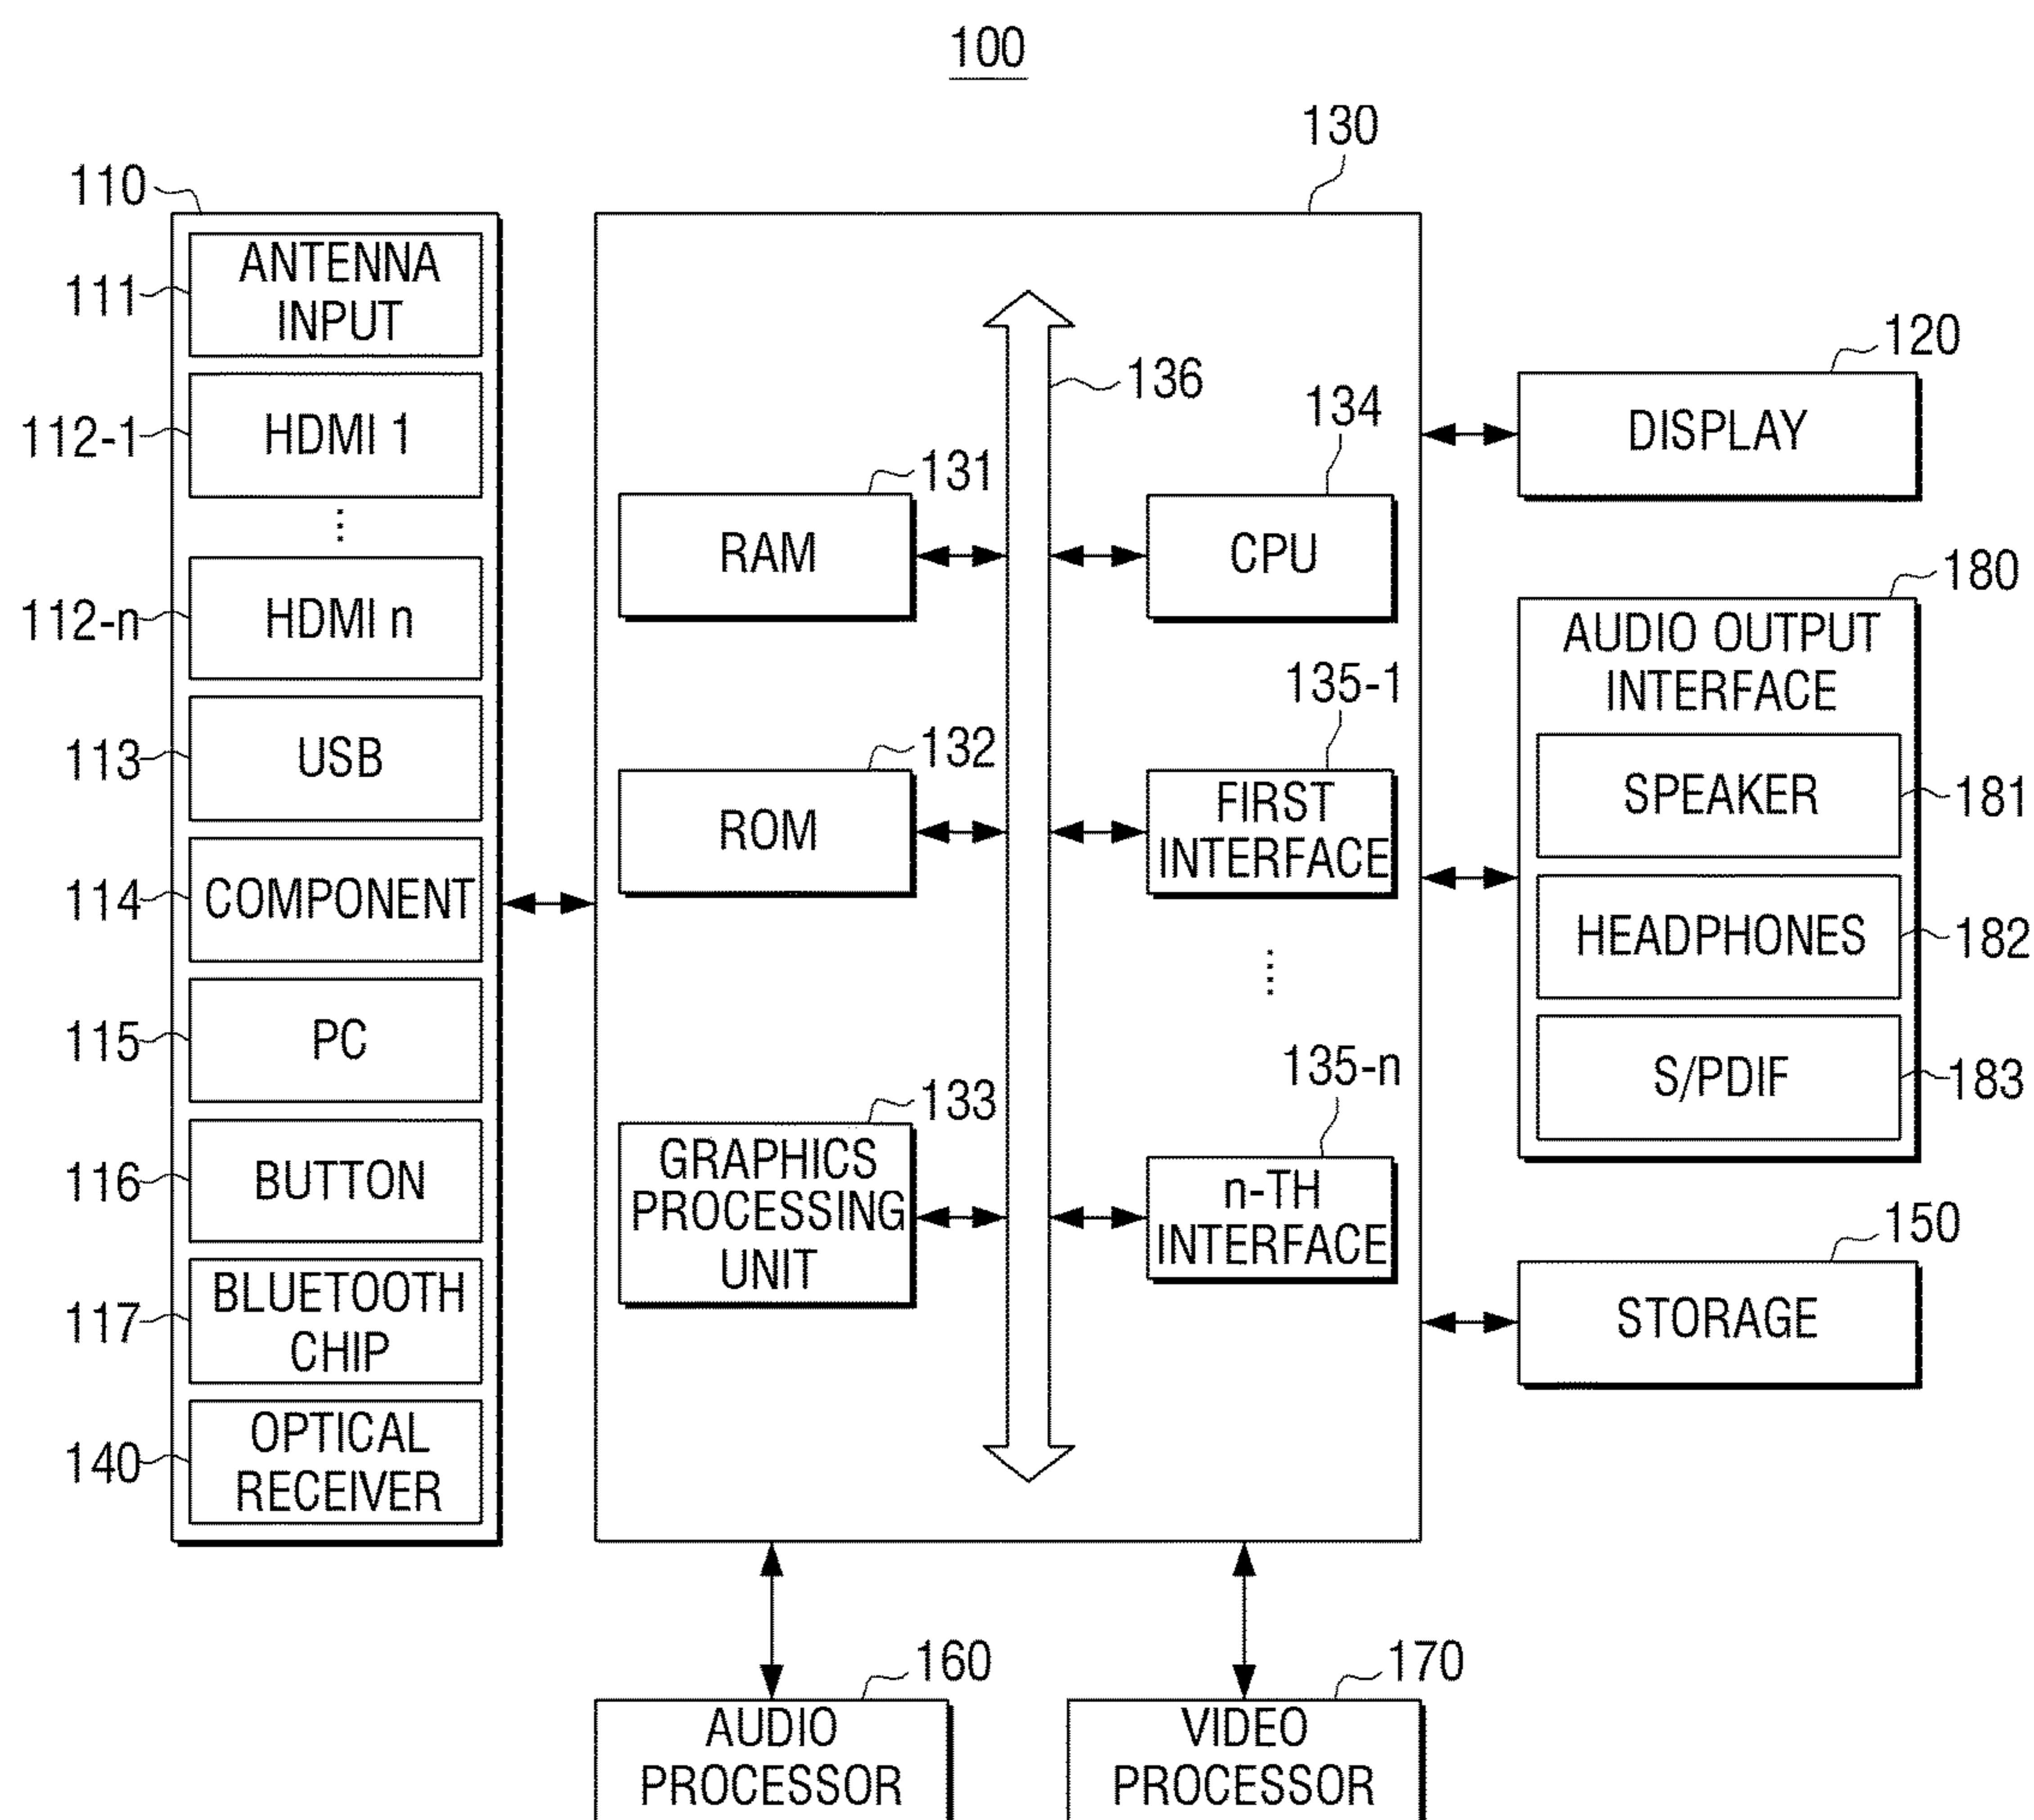 100
130
110
ANTENNA
INPUT
111
HDMI 1
112-1
HDMI n
112-n
USB
113
COMPONENT
114
PC
115
BUTTON
116
BLUETOOTH
CHIP
117
OPTICAL
RECEIVER
140
136
131
RAM
132
ROM
133
GRAPHICS
PROCESSING
UNIT
134
CPU
135-1
FIRST
INTERFACE
135-n
n-TH
INTERFACE
120
DISPLAY
180
AUDIO OUTPUT
INTERFACE
SPEAKER
181
HEADPHONES
182
S/PDIF
183
150
STORAGE
160
AUDIO
PROCESSOR
170
VIDEO
PROCESSOR